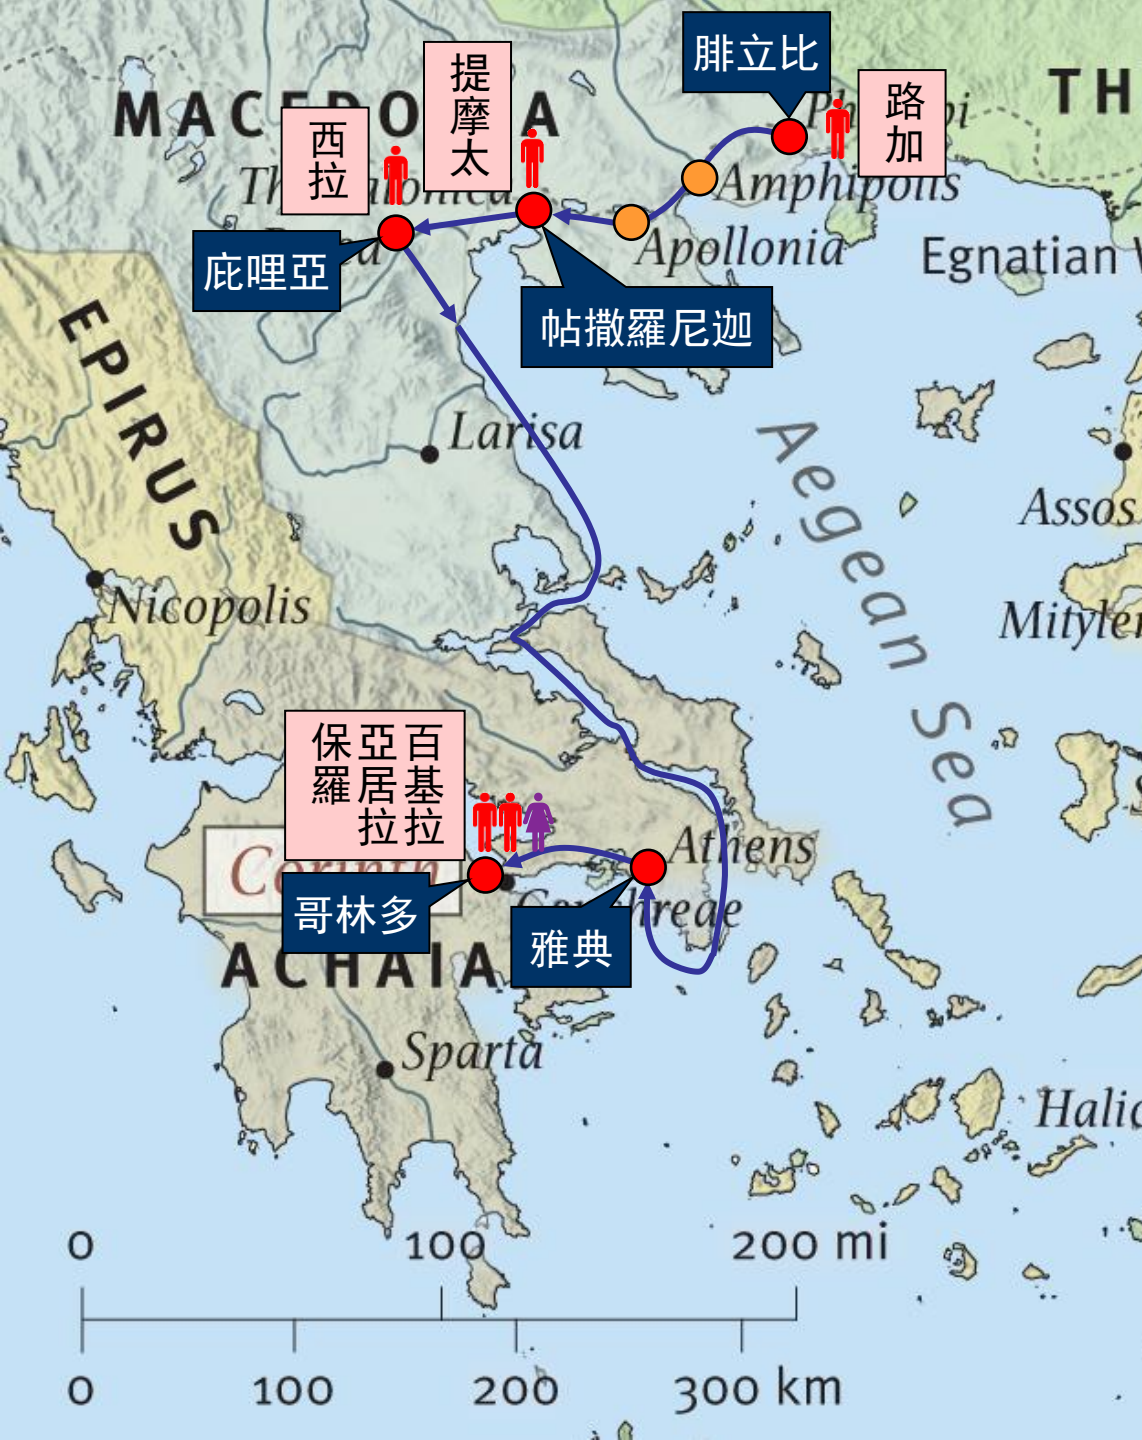 腓立比
提摩太
路加
西拉
MACEDONIA
TH
Amphipolis
Apollonia
Egnatian
庇哩亞
帖撒羅尼迦
EPIRUS
Larisa
Aegean Sea
Assos
Nicopolis
保羅
亞居拉
百基拉
Athens
Corinth
哥林多
雅典
ACHAIA
Sparta
Halic
0 100 200 mi
0 100 200 300 km